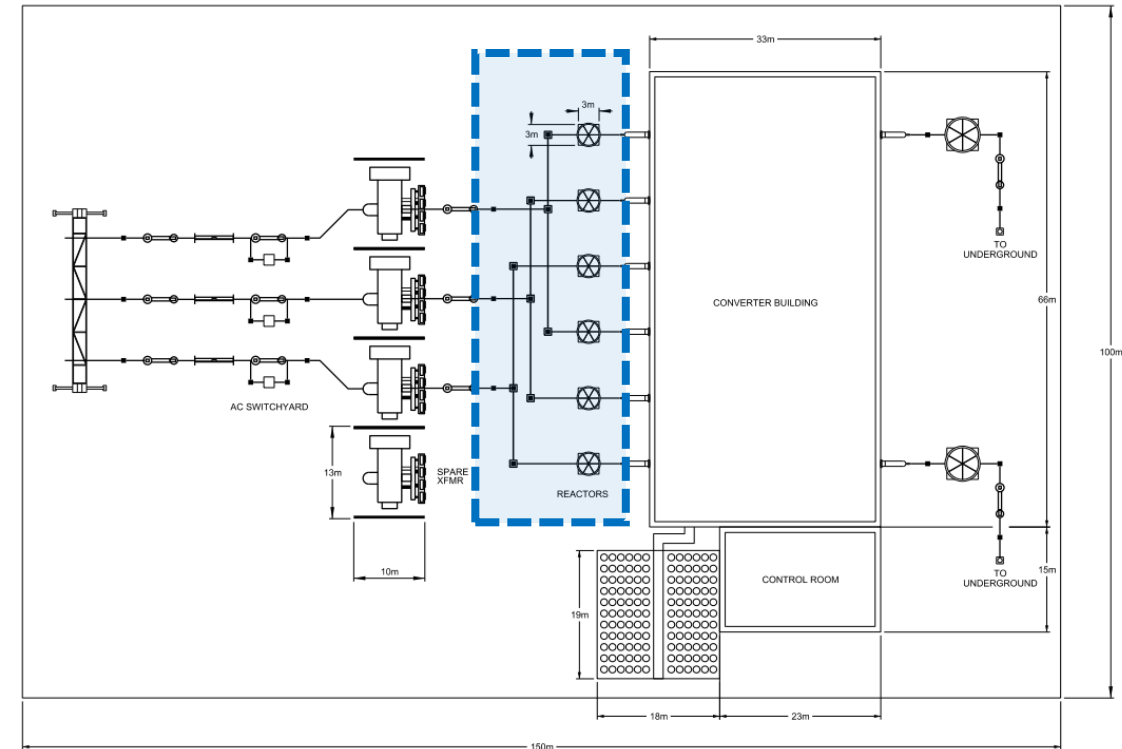 33m
3m
3m
TO
UNDERGROUND
CONVERTER BUILDING
66m
100m
AC SWITCHYARD
13m
SPARE
XFMR
REACTORS
10m
CONTROL ROOM
TO
UNDERGROUND
15m
19m
18m
23m
150m